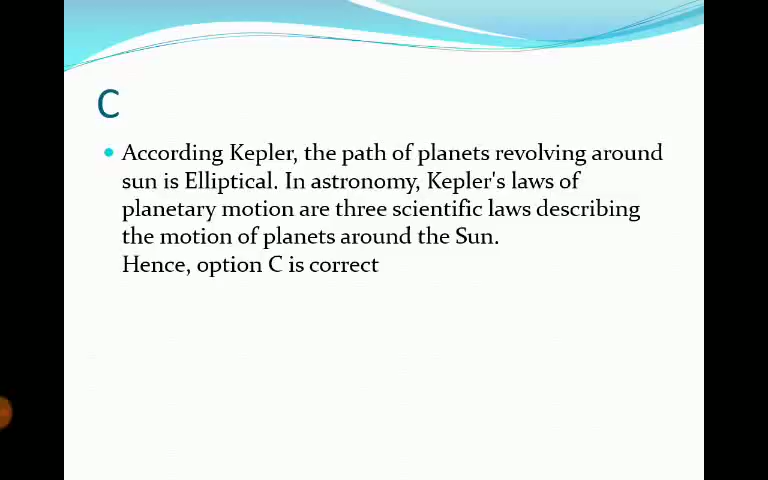 C
According Kepler, the path of planets revolving around
sun is Elliptical. In astronomy, Kepler's laws of
planetary motion are three scientific laws describing
the motion of planets around the Sun.
Hence, option C is correct